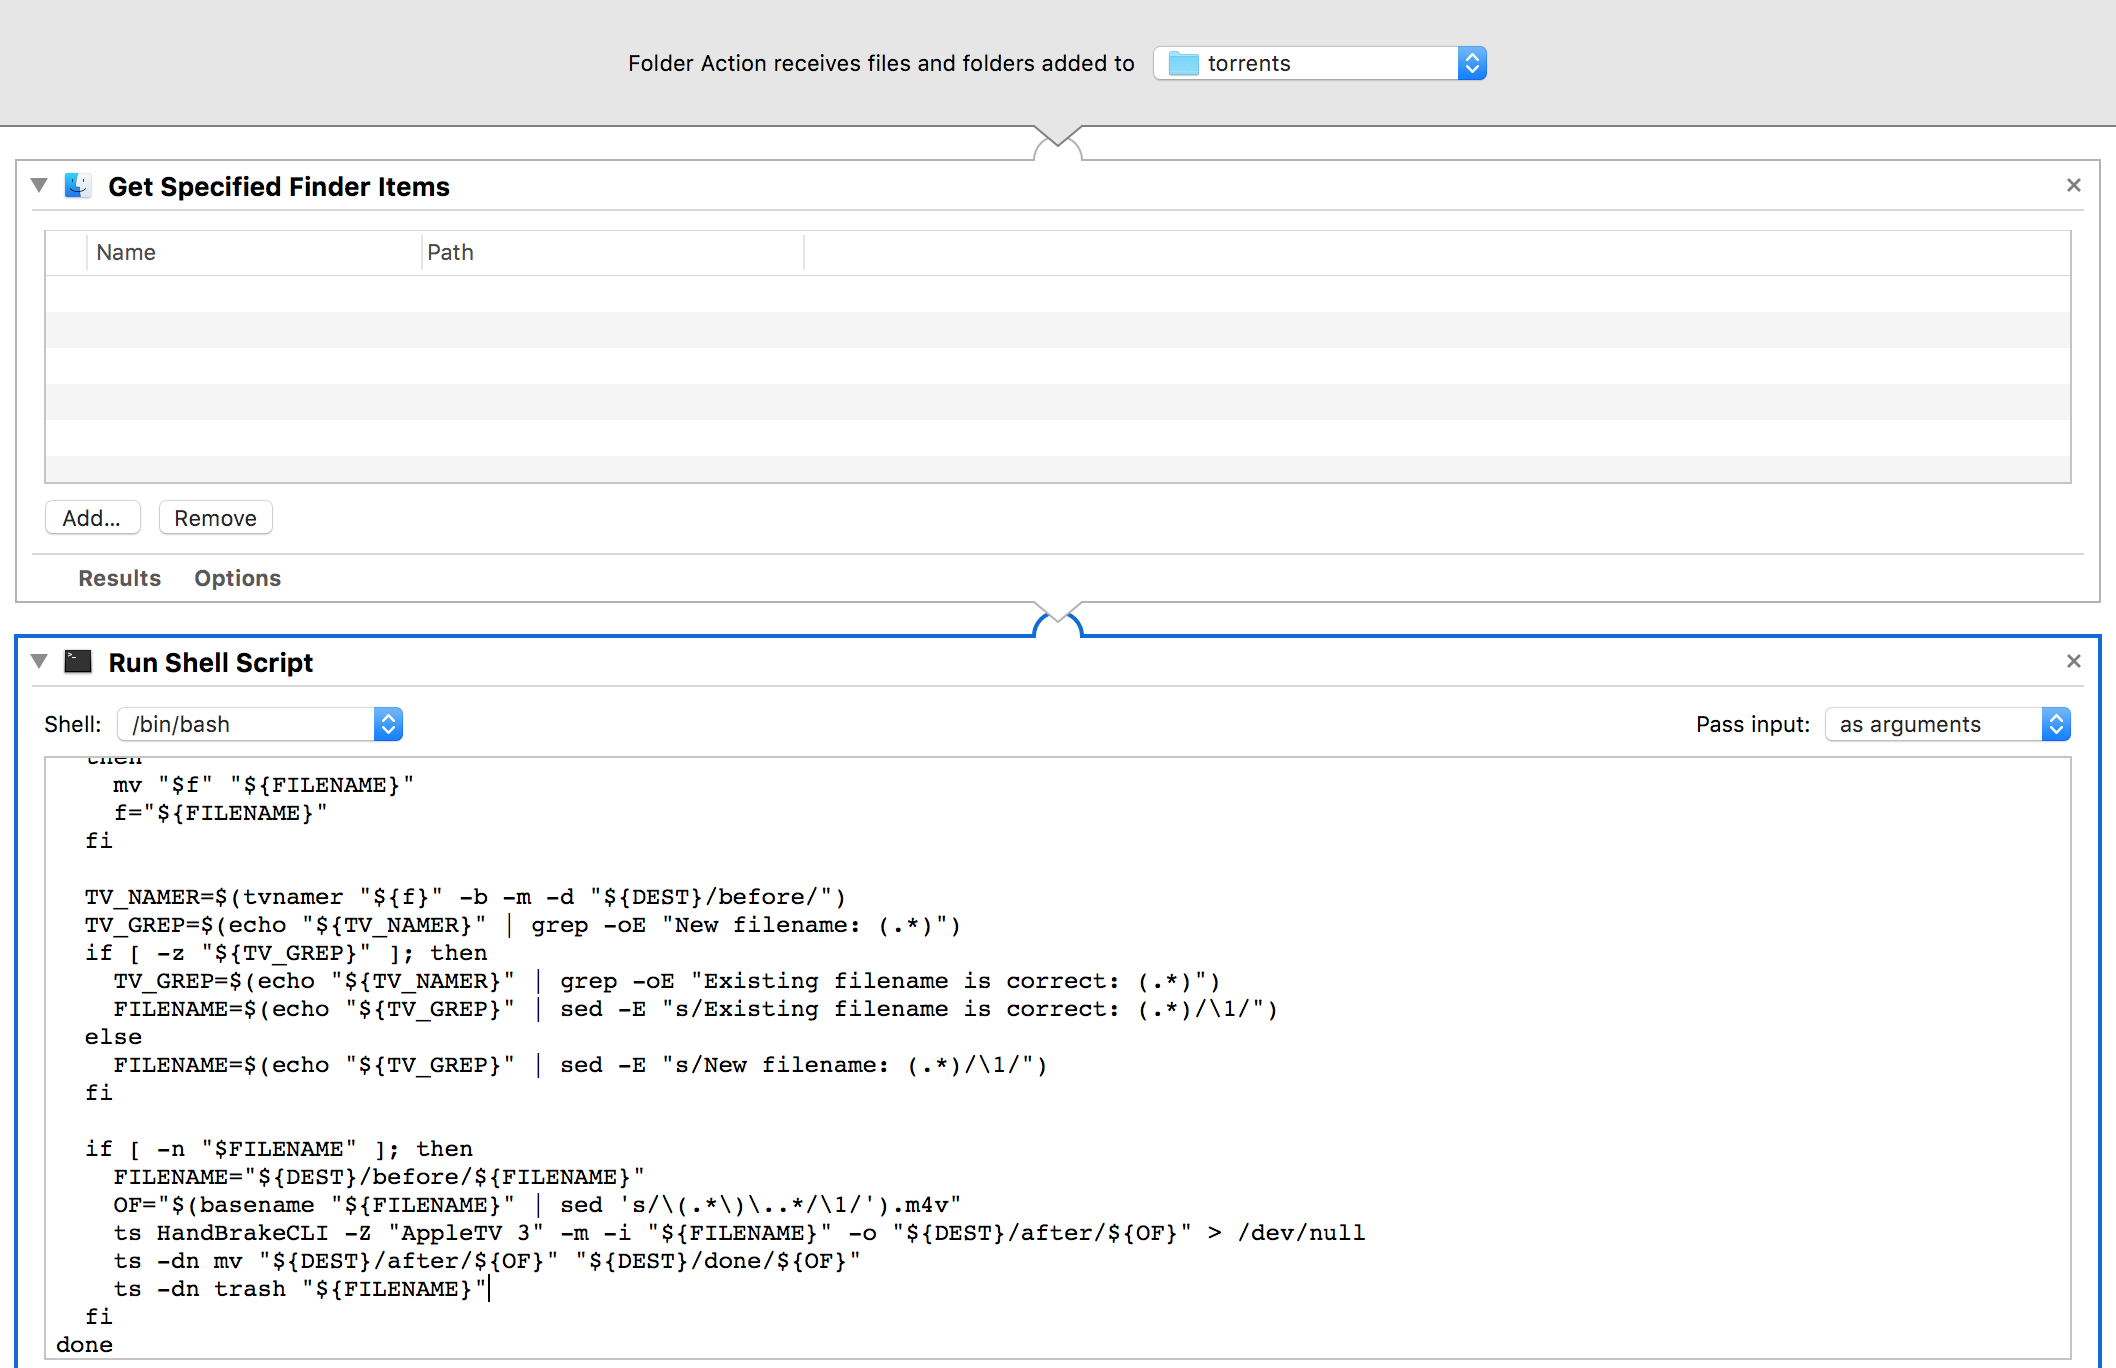 Folder Action receives files and folders added to torrents
Get Specified Finder Items
Name Path
Add... Remove
Results Options
Run Shell Script
Shell: /bin/bash Pass input: as arguments
then
mv "$f" "${FILENAME}"
f="${FILENAME}"
fi
TV_NAMER=$(tvnamer "${f}" -b -m -d "${DEST}/before/")
TV_GREP=$(echo "${TV_NAMER}" | grep -oE "New filename: (.*)")
if [ -z "${TV_GREP}" ]; then
TV_GREP=$(echo "${TV_NAMER}" | grep -oE "Existing filename is correct: (.*)")
FILENAME=$(echo "${TV_GREP}" | sed -E "s/Existing filename is correct: (.*)/\1/")
else
FILENAME=$(echo "${TV_GREP}" | sed -E "s/New filename: (.*)/\1/")
fi
if [ -n "$FILENAME" ]; then
FILENAME="${DEST}/before/${FILENAME}"
OF="$(basename "${FILENAME}" | sed 's/\(.*\)\..*/\1/').m4v"
ts HandBrakeCLI -Z "AppleTV 3" -m -i "${FILENAME}" -o "${DEST}/after/${OF}" > /dev/null
ts -dn mv "${DEST}/after/${OF}" "${DEST}/done/${OF}"
ts -dn trash "${FILENAME}"
fi
done